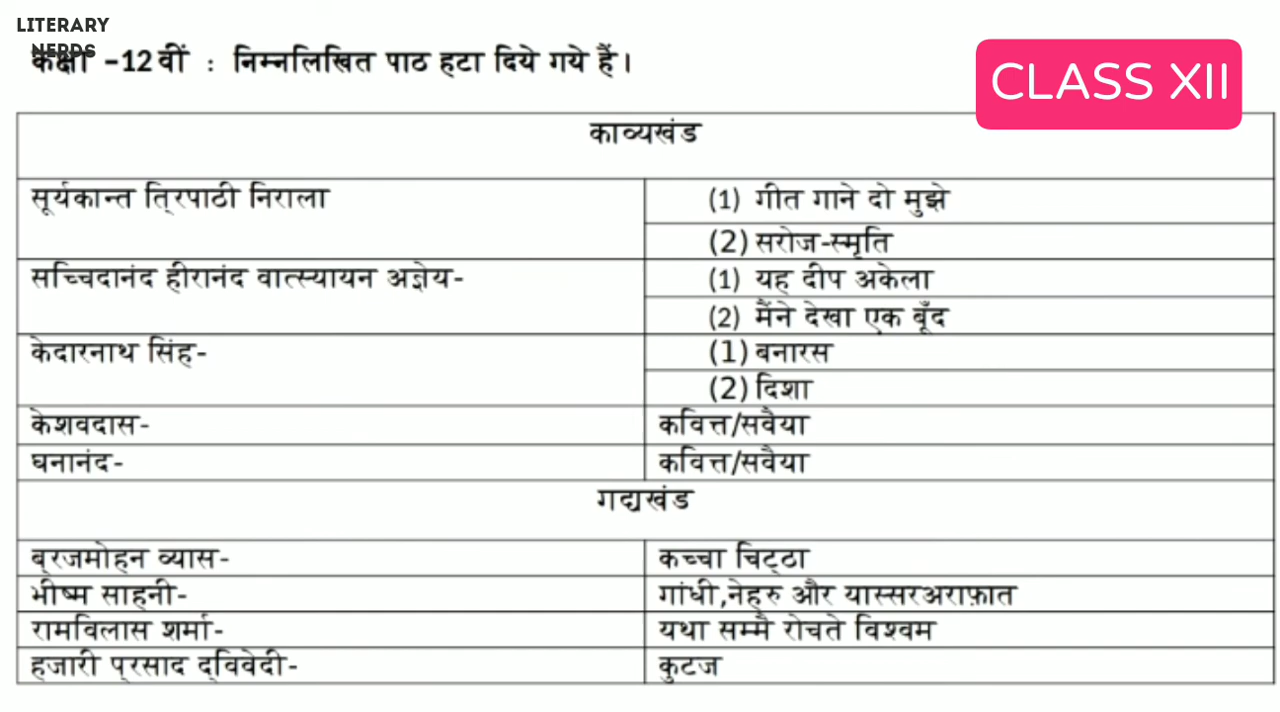 LITERARY
NERDS
कक्षा -12वीं : निम्नलिखित पाठ हटा दिये गये हैं।
CLASS XII
काव्यखंड
सूर्यकान्त त्रिपाठी निराला (1) गीत गाने दो मुझे
(2) सरोज-स्मृति
सच्चिदानंद हीरानंद वात्स्यायन अज्ञेय- (1) यह दीप अकेला
(2) मैंने देखा एक बूँद
केदारनाथ सिंह- (1) बनारस
(2) दिशा
केशवदास- कवित्त/सवैया
घनानंद- कवित्त/सवैया
गद्यखंड
ब्रजमोहन व्यास- कच्चा चिट्ठा
भीष्म साहनी- गांधी,नेहरु और यास्सरअराफ़ात
रामविलास शर्मा- यथा सम्मै रोचते विश्वम
हजारी प्रसाद द्विवेदी- कुटज